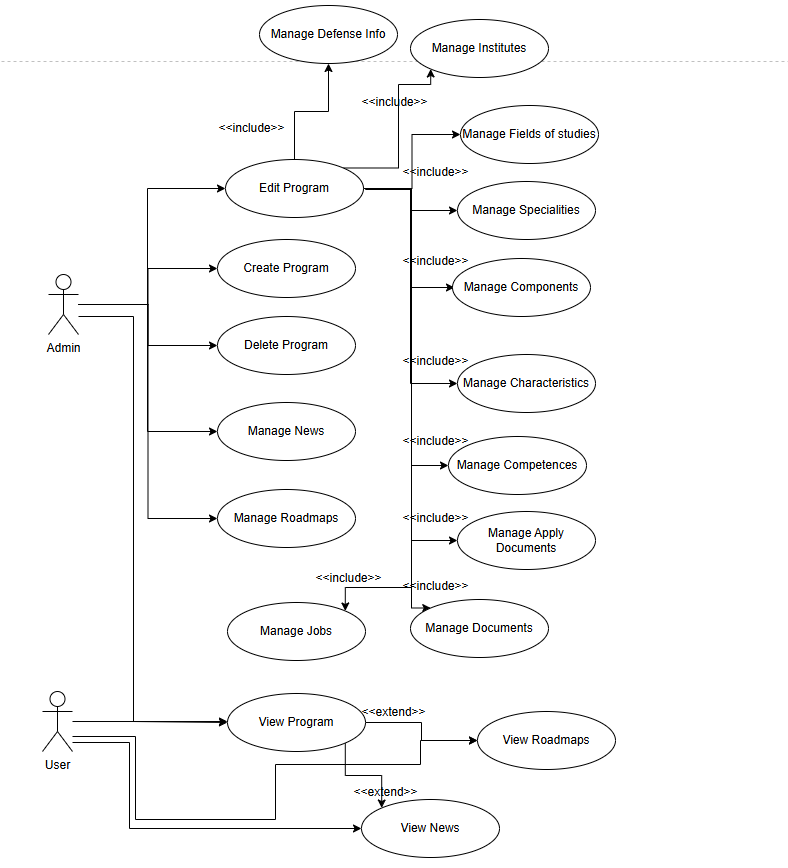 Manage Defense Info
Manage Institutes
<<include>>
<<include>>
Manage Fields of studies
<<include>>
Edit Program
Manage Specialities
<<include>>
Create Program
Manage Components
Admin
Delete Program
<<include>>
Manage Characteristics
Manage News
<<include>>
Manage Competences
Manage Roadmaps
<<include>>
Manage Apply
Documents
<<include>>
<<include>>
Manage Jobs
Manage Documents
<<extend>>
View Program
View Roadmaps
User
<<extend>>
View News